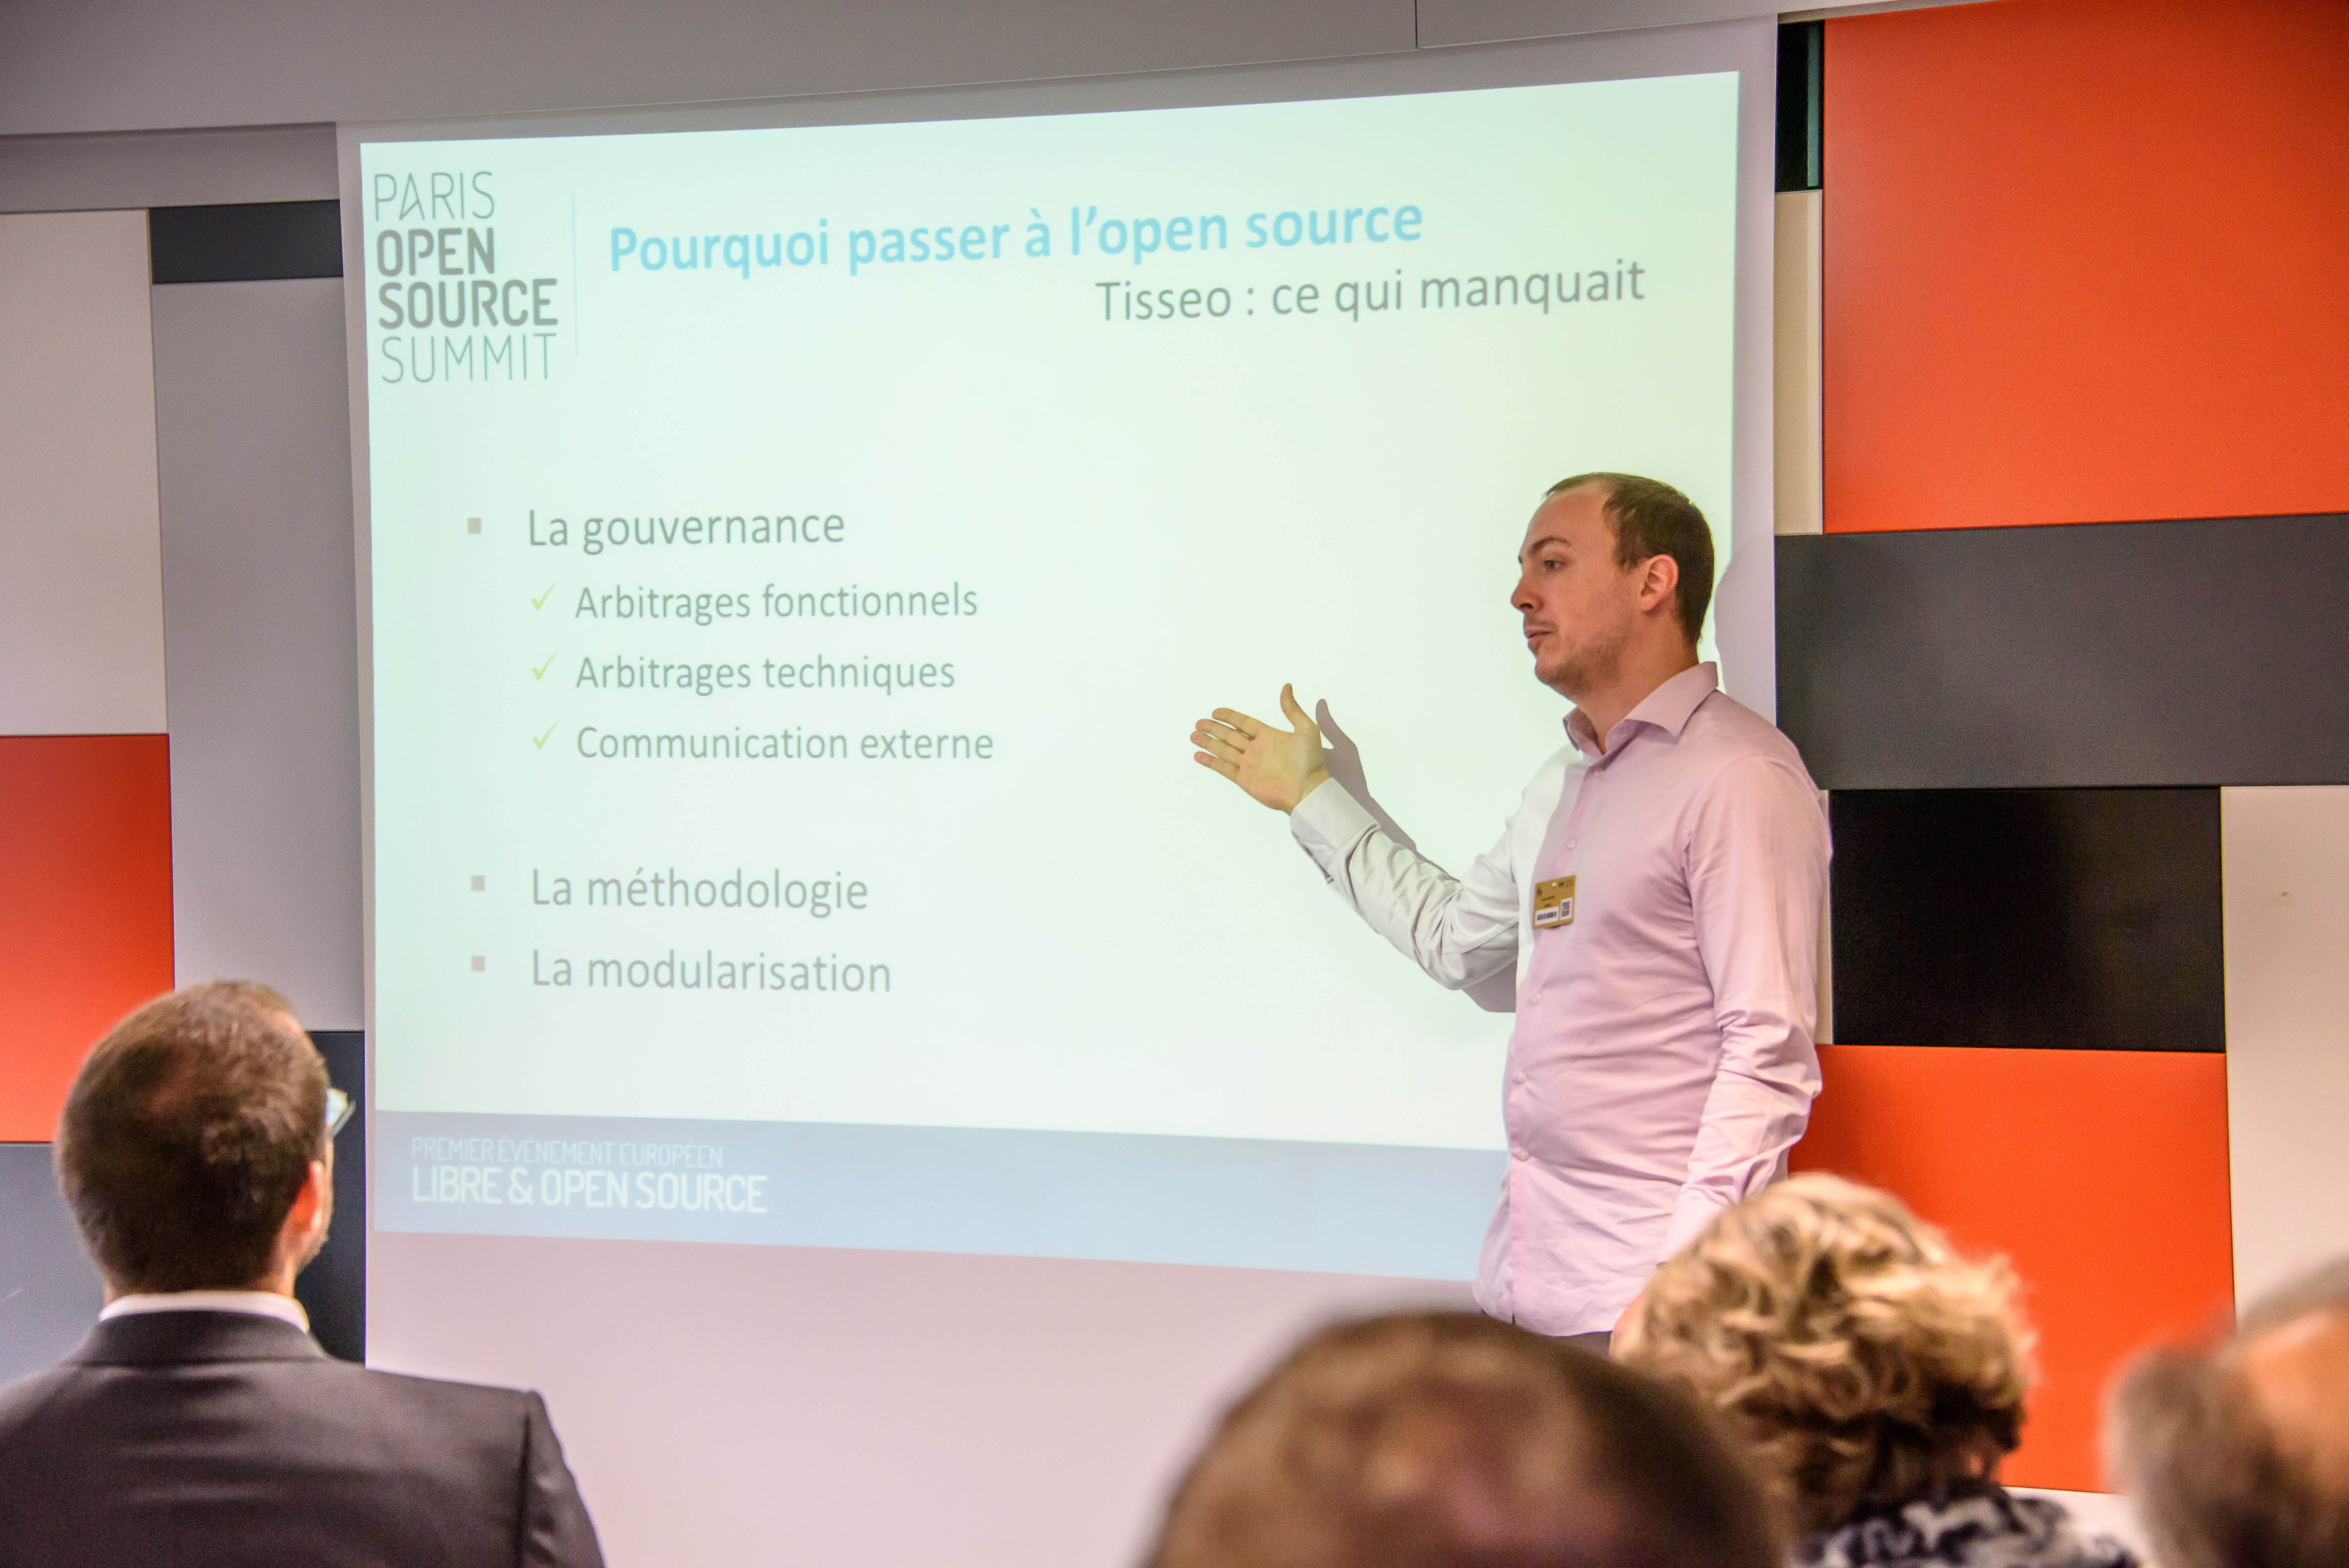 PARIS
OPEN
SOURCE
SUMMIT
Pourquoi passer à l'open source
Tisseo : ce qui manquait
La gouvernance
Arbitrages fonctionnels
Arbitrages techniques
Communication externe
La méthodologie
La modularisation
PREMIER ÉVÉNEMENT EUROPÉEN
LIBRE & OPEN SOURCE